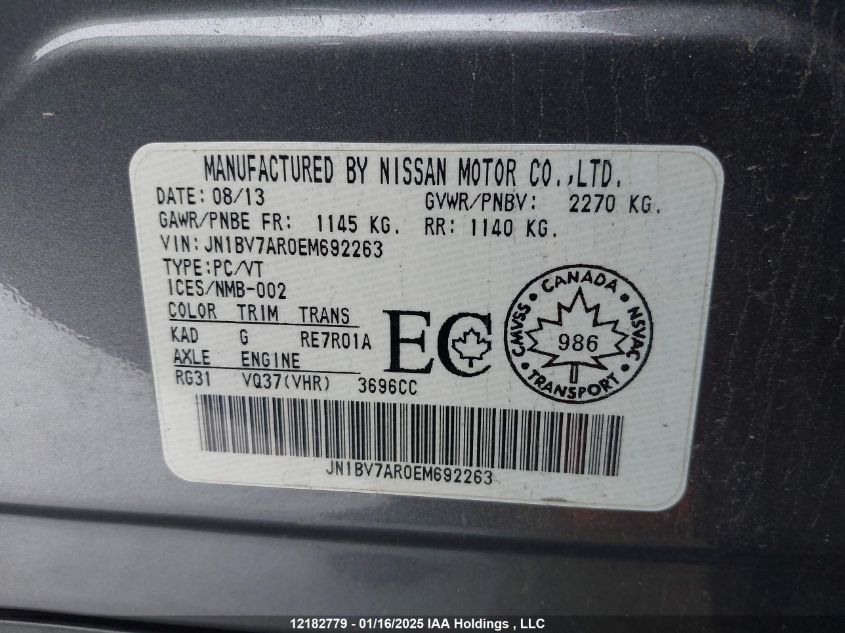 MANUFACTURED BY NISSAN MOTOR CO.,LTD.
DATE: 08/13 GVWR/PNBV: 2270 KG.
GAWR/PNBE FR: 1145 KG. RR: 1140 KG.
VIN: JN1BV7AR0EM692263
TYPE:PC/VT
ICES/NMB-002
COLOR TRIM TRANS
KAD G RE7R01A
AXLE ENGINE
RG31 VQ37(VHR) 3696CC
EC
CANADA
CMVSS
NSVAC
986
TRANSPORT
JN1BV7AR0EM692263
12182779 - 01/16/2025 IAA Holdings , LLC